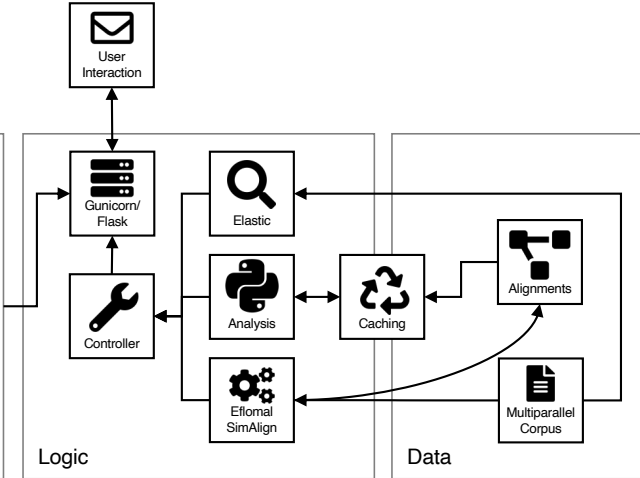 User
Interaction
Gunicorn/
Flask
Elastic
Alignments
Controller
Analysis
Caching
Eflomal
SimAlign
Multiparallel
Corpus
Logic
Data